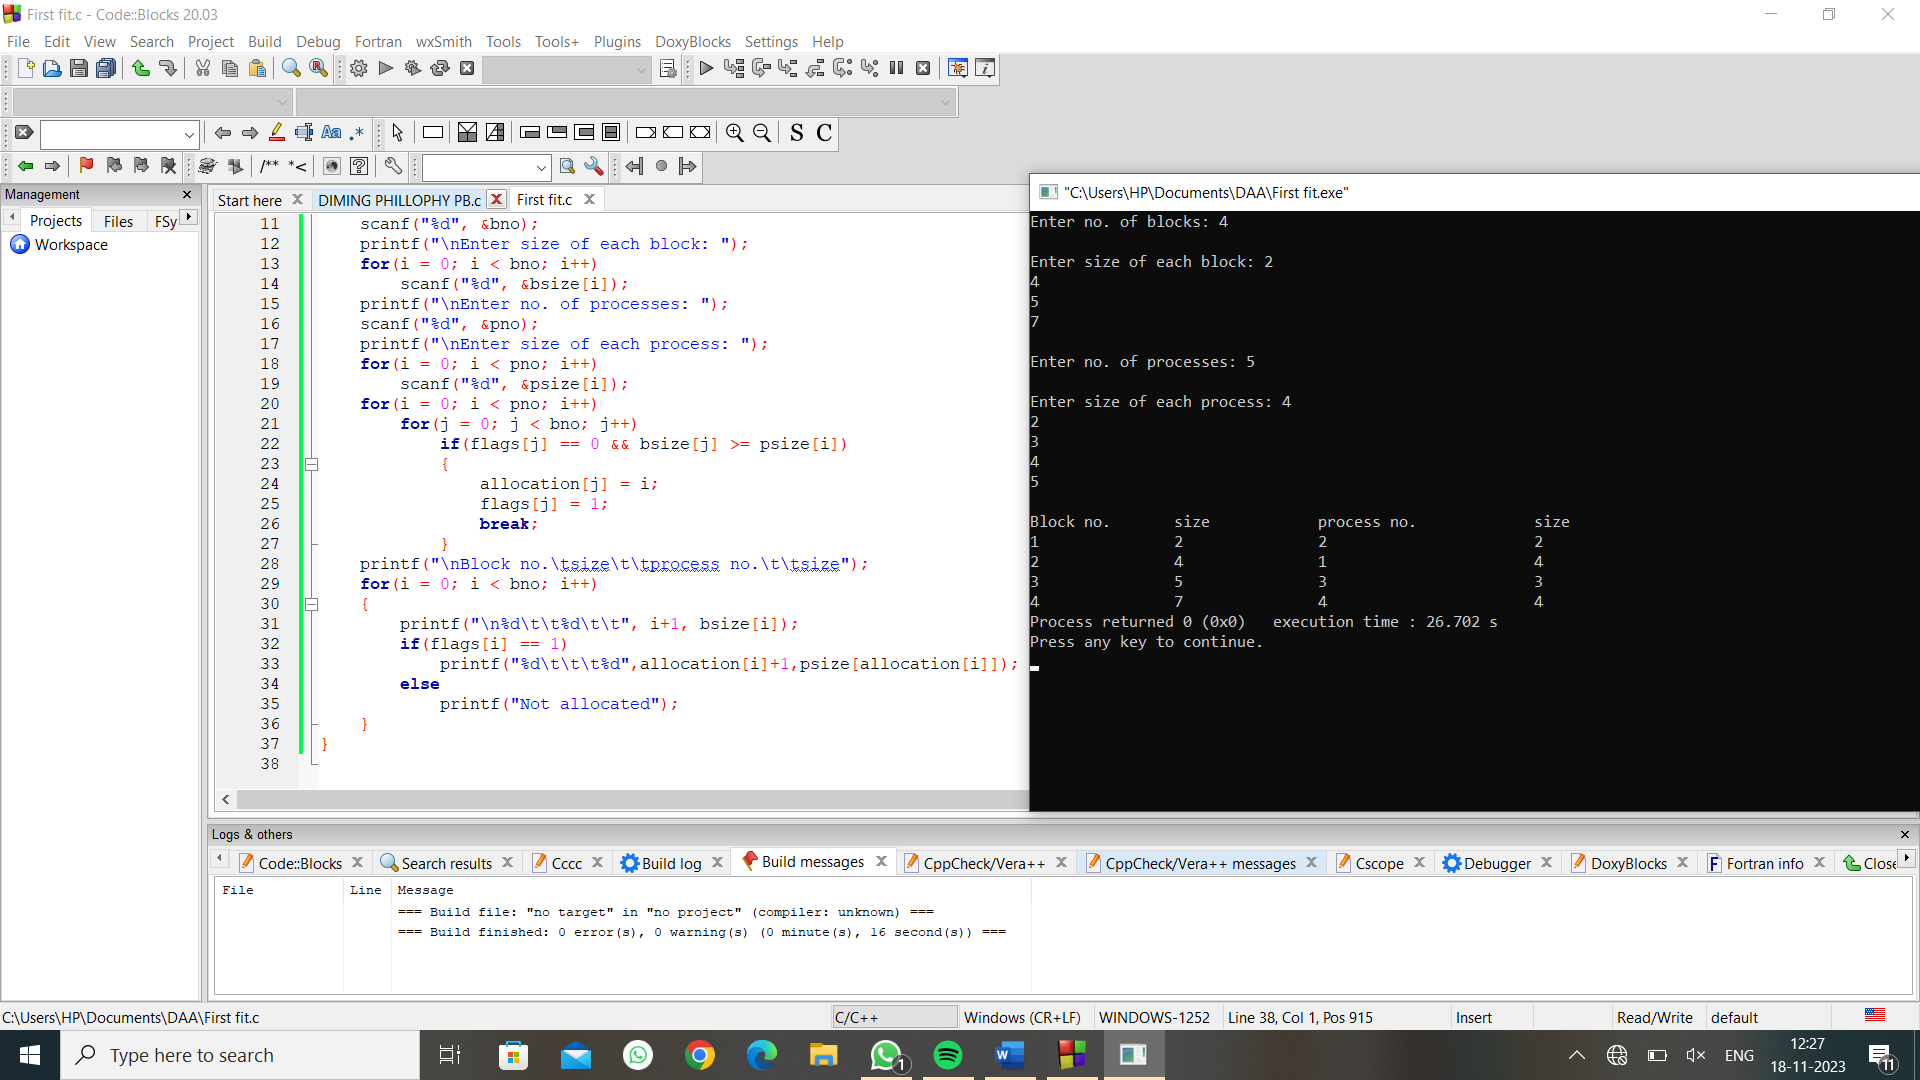 First fit.c - Code::Blocks 20.03
File Edit View Search Project Build Debug Fortran wxSmith Tools Tools+ Plugins DoxyBlocks Settings Help
Aa .* S C
/** *<
Management
Projects Files FSy
Workspace
Start here DIMING PHILLOPHY PB.c First fit.c
11 scanf("%d", &bno);
12 printf("\nEnter size of each block: ");
13 for(i = 0; i < bno; i++)
14 scanf("%d", &bsize[i]);
15 printf("\nEnter no. of processes: ");
16 scanf("%d", &pno);
17 printf("\nEnter size of each process: ");
18 for(i = 0; i < pno; i++)
19 scanf("%d", &psize[i]);
20 for(i = 0; i < pno; i++)
21 for(j = 0; j < bno; j++)
22 if(flags[j] == 0 && bsize[j] >= psize[i])
23 {
24 allocation[j] = i;
25 flags[j] = 1;
26 break;
27 }
28 printf("\nBlock no.\tsize\t\tprocess no.\t\tsize");
29 for(i = 0; i < bno; i++)
30 {
31 printf("\n%d\t\t%d\t\t", i+1, bsize[i]);
32 if(flags[i] == 1)
33 printf("%d\t\t\t%d",allocation[i]+1,psize[allocation[i]]);
34 else
35 printf("Not allocated");
36 }
37 }
38
"C:\Users\HP\Documents\DAA\First fit.exe"
Enter no. of blocks: 4
Enter size of each block: 2
4
5
7
Enter no. of processes: 5
Enter size of each process: 4
2
3
4
5
Block no. size process no. size
1 2 2 2
2 4 1 4
3 5 3 3
4 7 4 4
Process returned 0 (0x0) execution time : 26.702 s
Press any key to continue.
Logs & others
Code::Blocks Search results Cccc Build log Build messages CppCheck/Vera++ CppCheck/Vera++ messages Cscope Debugger DoxyBlocks Fortran info Close
File Line Message
=== Build file: "no target" in "no project" (compiler: unknown) ===
=== Build finished: 0 error(s), 0 warning(s) (0 minute(s), 16 second(s)) ===
C:\Users\HP\Documents\DAA\First fit.c C/C++ Windows (CR+LF) WINDOWS-1252 Line 38, Col 1, Pos 915 Insert Read/Write default
Type here to search 1 ENG 12:27
18-11-2023 11